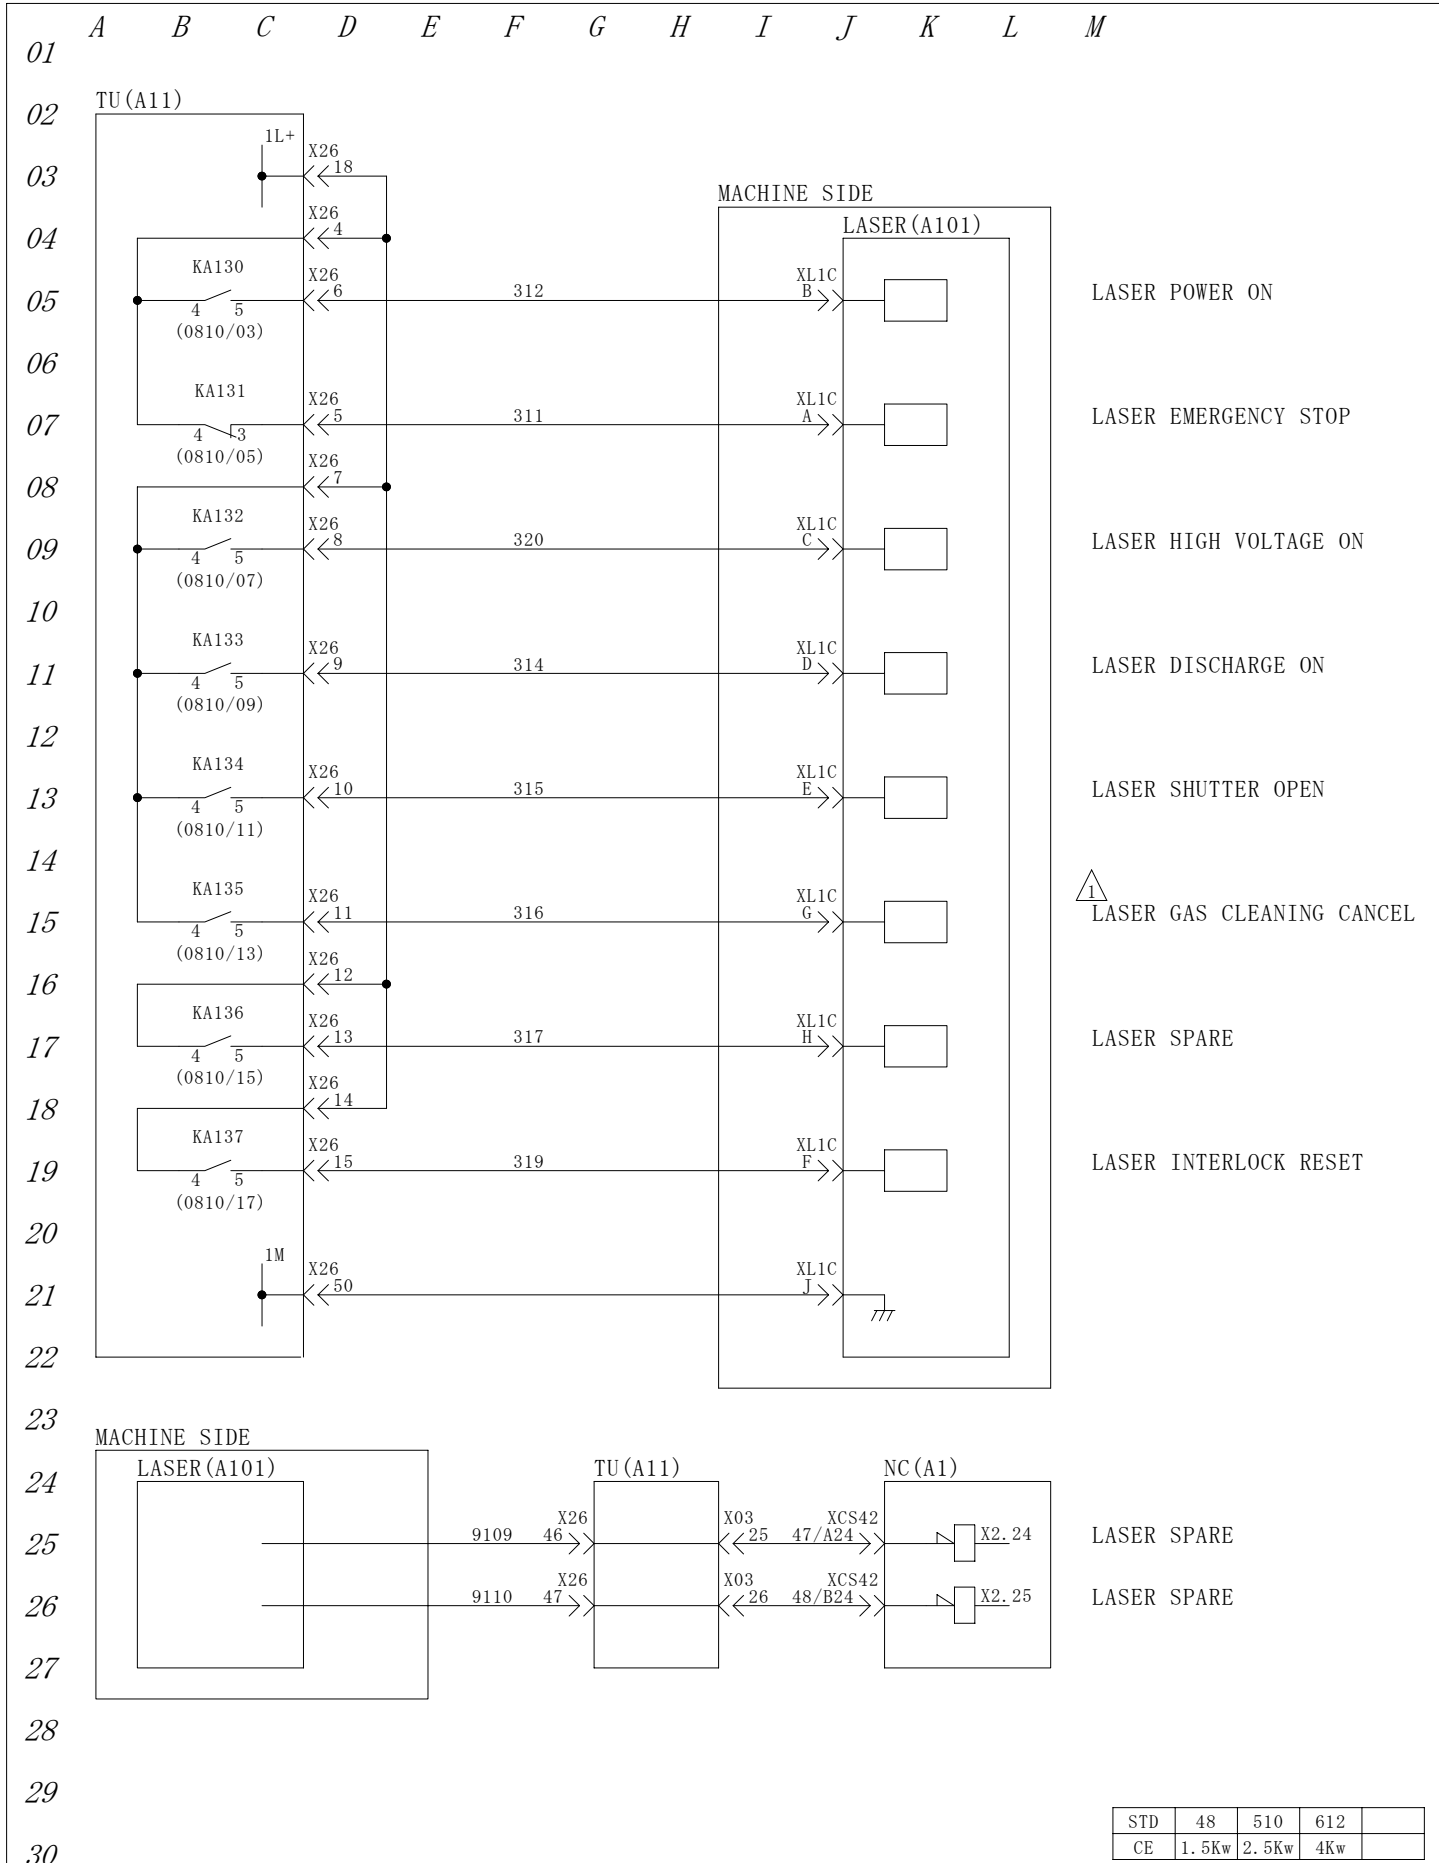 A B C D E F G H I J K L M
01
TU(A11)
02
1L+
X26
18
03
MACHINE SIDE
X26
4
LASER(A101)
04
KA130
X26
6
312
XL1C
B
LASER POWER ON
05
4 5
(0810/03)
06
KA131
X26
5
311
XL1C
A
LASER EMERGENCY STOP
07
4 3
(0810/05)
X26
7
08
KA132
X26
8
320
XL1C
C
LASER HIGH VOLTAGE ON
09
4 5
(0810/07)
10
KA133
X26
9
314
XL1C
D
LASER DISCHARGE ON
11
4 5
(0810/09)
12
KA134
X26
10
315
XL1C
E
LASER SHUTTER OPEN
13
4 5
(0810/11)
14
KA135
X26
11
316
XL1C
G
1
LASER GAS CLEANING CANCEL
15
4 5
(0810/13)
X26
12
16
KA136
X26
13
317
XL1C
H
LASER SPARE
17
4 5
(0810/15)
X26
14
18
KA137
X26
15
319
XL1C
F
LASER INTERLOCK RESET
19
4 5
(0810/17)
20
1M
X26
50
XL1C
J
21
22
23
MACHINE SIDE
LASER(A101)
TU(A11)
NC(A1)
24
X26
X03
XCS42
9109 46 25 47/A24 X2.24 LASER SPARE
25
X26
X03
XCS42
9110 47 26 48/B24 X2.25 LASER SPARE
26
27
28
29
STD 48 510 612
CE 1.5Kw 2.5Kw 4Kw
30